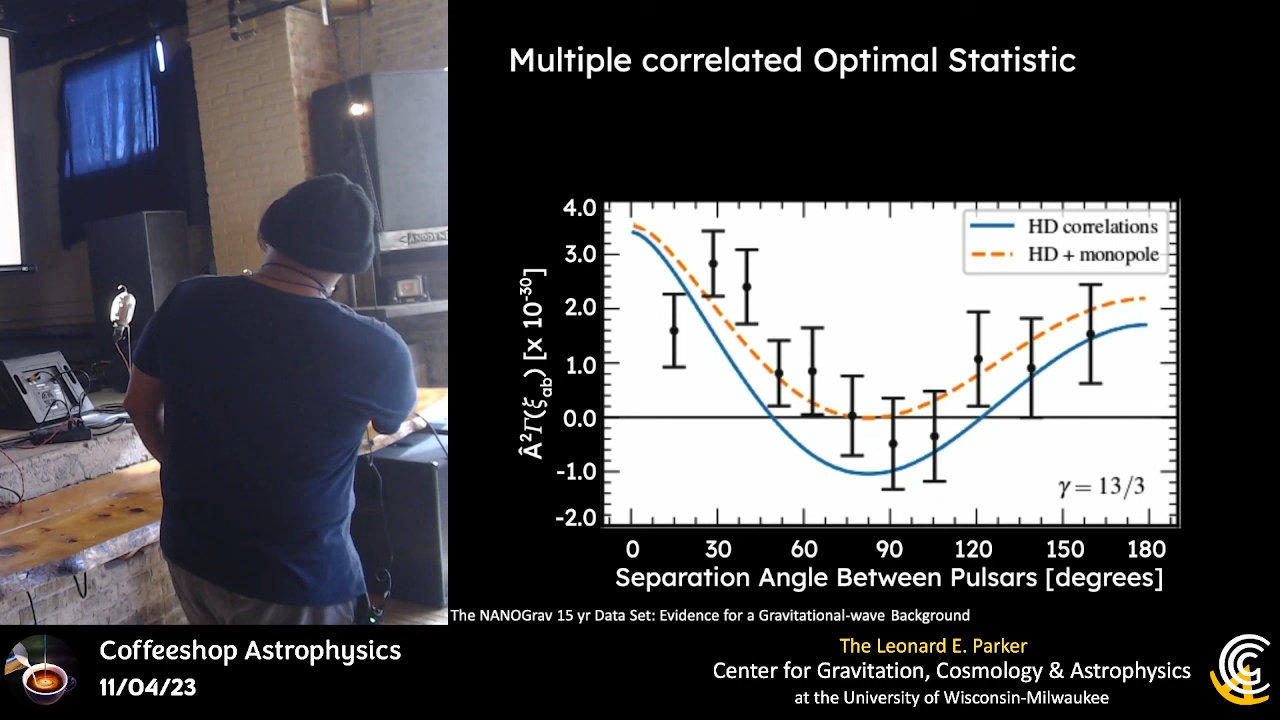 Multiple correlated Optimal Statistic
4.0
3.0
2.0
1.0
0.0
-1.0
-2.0
Â²Γ(ξab) [x 10-30]
HD correlations
HD + monopole
γ = 13/3
0 30 60 90 120 150 180
Separation Angle Between Pulsars [degrees]
The NANOGrav 15 yr Data Set: Evidence for a Gravitational-wave Background
Coffeeshop Astrophysics
11/04/23
The Leonard E. Parker
Center for Gravitation, Cosmology & Astrophysics
at the University of Wisconsin-Milwaukee